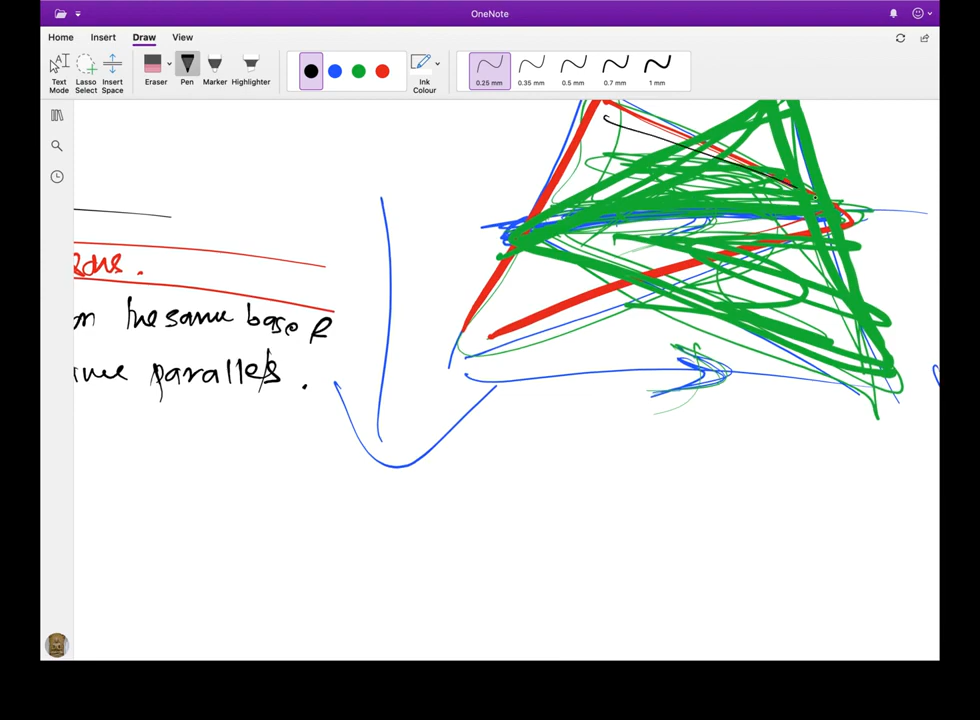 OneNote
Home Insert Draw View
Text Mode
Lasso Select
Insert Space
Eraser
Pen
Marker
Highlighter
Ink Colour
0.25 mm
0.35 mm
0.5 mm
0.7 mm
1 mm
on the same base &
parallels.